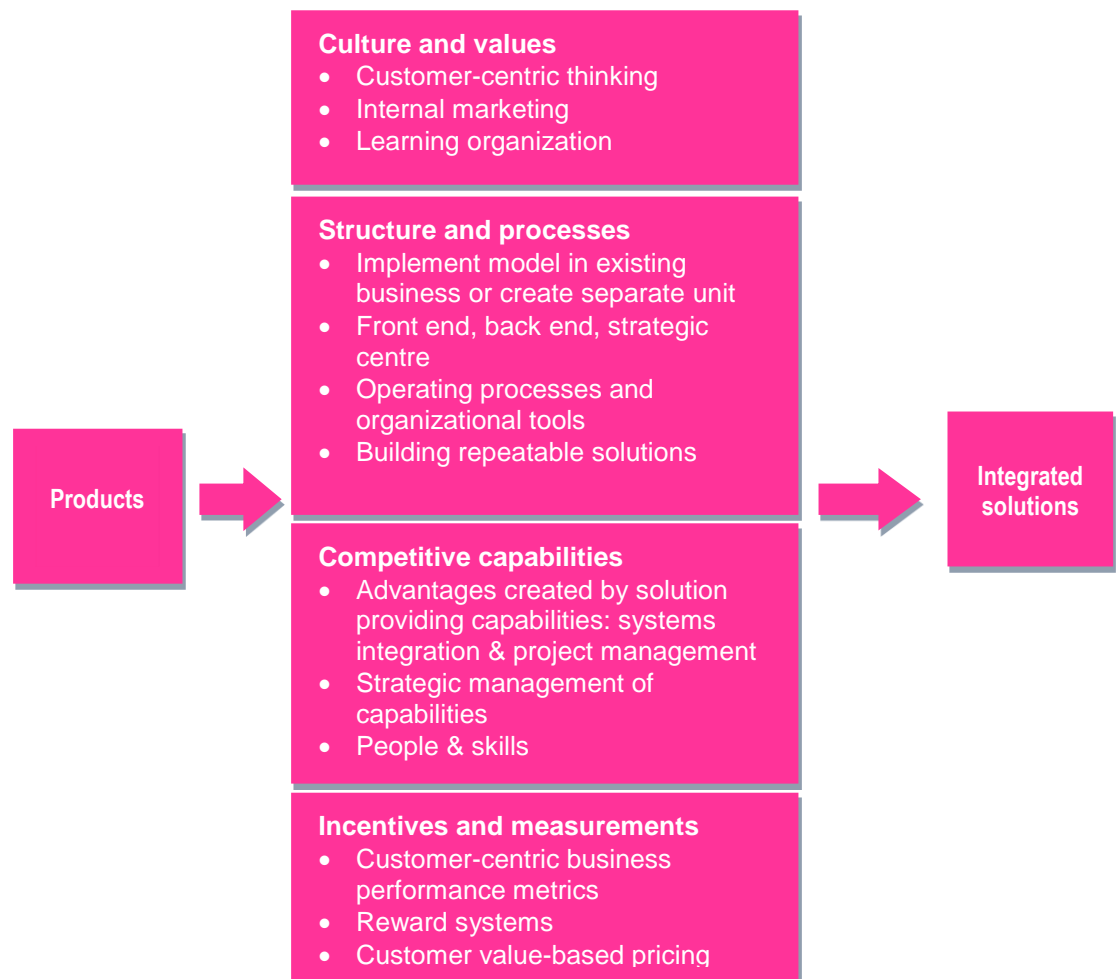 Culture and values
• Customer-centric thinking
• Internal marketing
• Learning organization
Structure and processes
• Implement model in existing
business or create separate unit
• Front end, back end, strategic
centre
• Operating processes and
organizational tools
• Building repeatable solutions
Products
Integrated
solutions
Competitive capabilities
• Advantages created by solution
providing capabilities: systems
integration & project management
• Strategic management of
capabilities
• People & skills
Incentives and measurements
• Customer-centric business
performance metrics
• Reward systems
• Customer value-based pricing